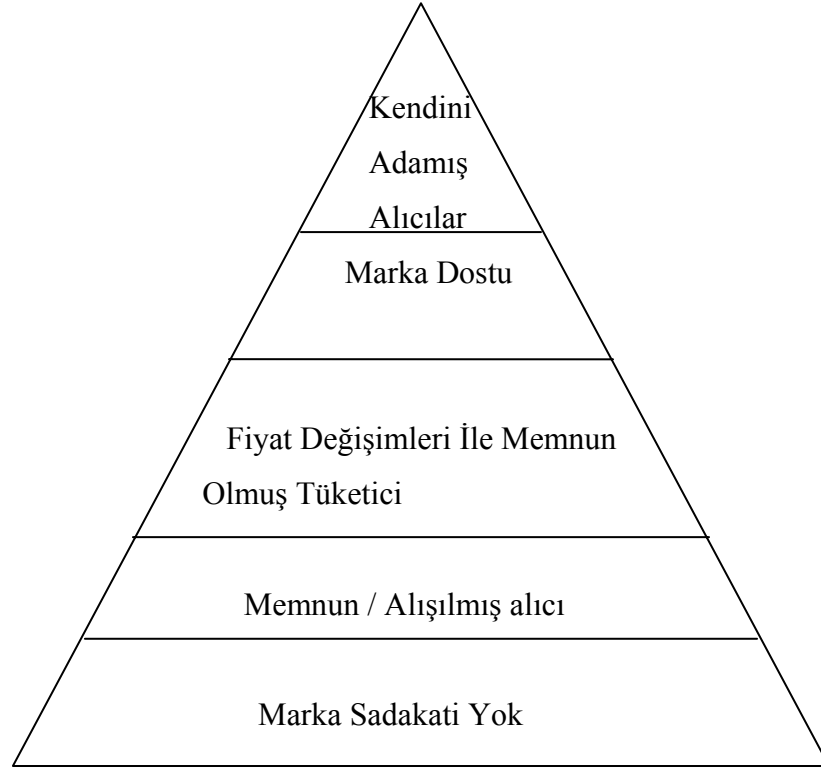 Kendini
Adamış
Alıcılar
Marka Dostu
Fiyat Değişimleri İle Memnun
Olmuş Tüketici
Memnun / Alışılmış alıcı
Marka Sadakati Yok